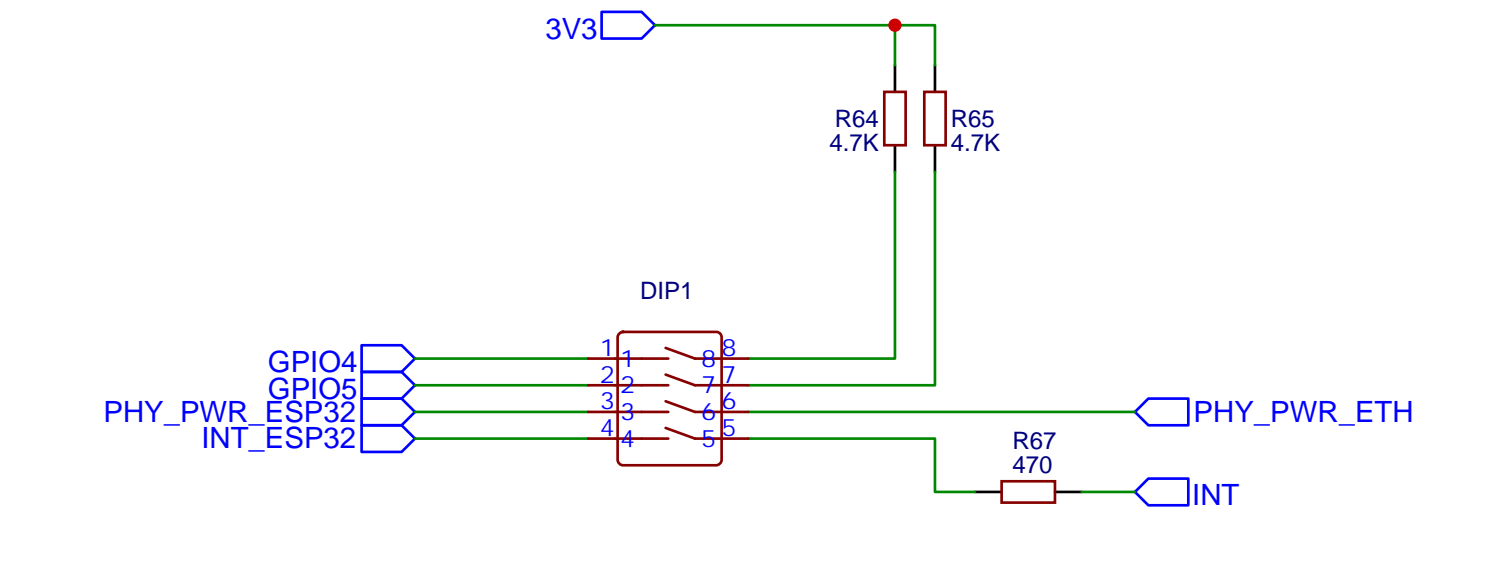 3V3
R64
4.7K
R65
4.7K
DIP1
GPIO4 1 1 8 8
GPIO5 2 2 7 7
PHY_PWR_ESP32 3 3 6 6 PHY_PWR_ETH
INT_ESP32 4 4 5 5
R67
470
INT